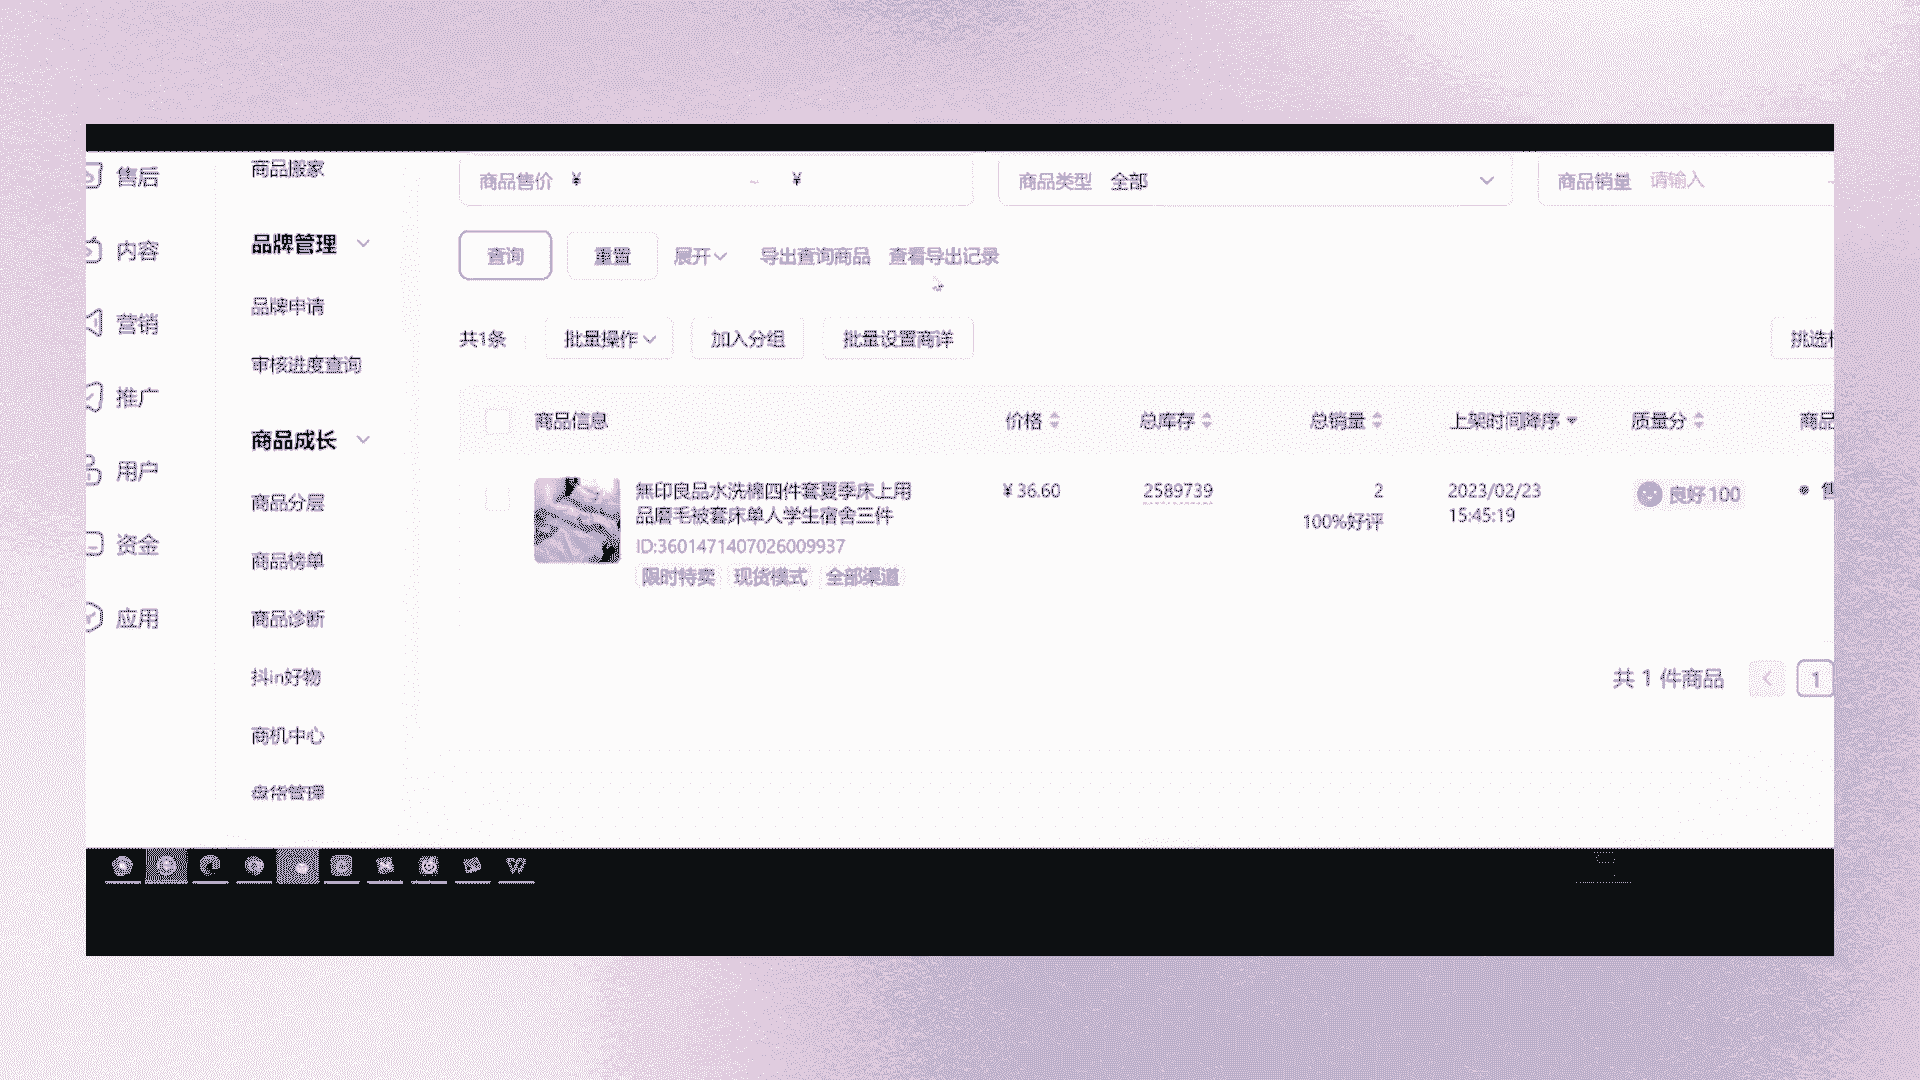 售后
内容
营销
推广
用户
资金
应用
商品搬家
品牌管理
品牌申请
审核进度查询
商品成长
商品分层
商品榜单
商品诊断
抖in好物
商机中心
盘货管理
商品售价 ¥ ~ ¥
商品类型 全部
商品销量 请输入
查询 重置 展开 导出查询商品 查看导出记录
共1条 批量操作 加入分组 批量设置商详
挑选
商品信息 价格 总库存 总销量 上架时间降序 质量分 商品
無印良品水洗棉四件套夏季床上用
品磨毛被套床单人学生宿舍三件
ID:3601471407026009937
限时特卖 现货模式 全部渠道
¥ 36.60
2589739
2
100%好评
2023/02/23
15:45:19
良好100
共 1 件商品
1